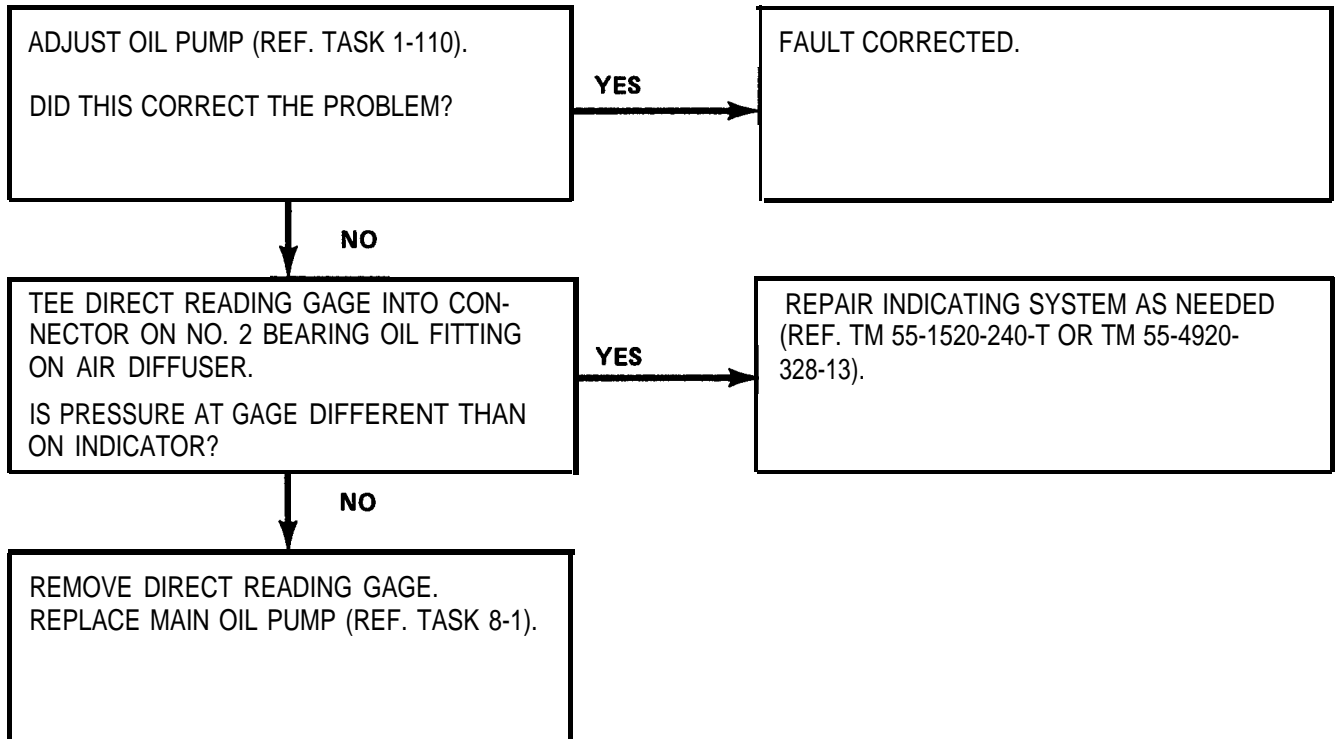 ADJUST OIL PUMP (REF. TASK 1-110).
DID THIS CORRECT THE PROBLEM?
YES
FAULT CORRECTED.
NO
TEE DIRECT READING GAGE INTO CON-
NECTOR ON NO. 2 BEARING OIL FITTING
ON AIR DIFFUSER.
IS PRESSURE AT GAGE DIFFERENT THAN
ON INDICATOR?
YES
REPAIR INDICATING SYSTEM AS NEEDED
(REF. TM 55-1520-240-T OR TM 55-4920-
328-13).
NO
REMOVE DIRECT READING GAGE.
REPLACE MAIN OIL PUMP (REF. TASK 8-1).